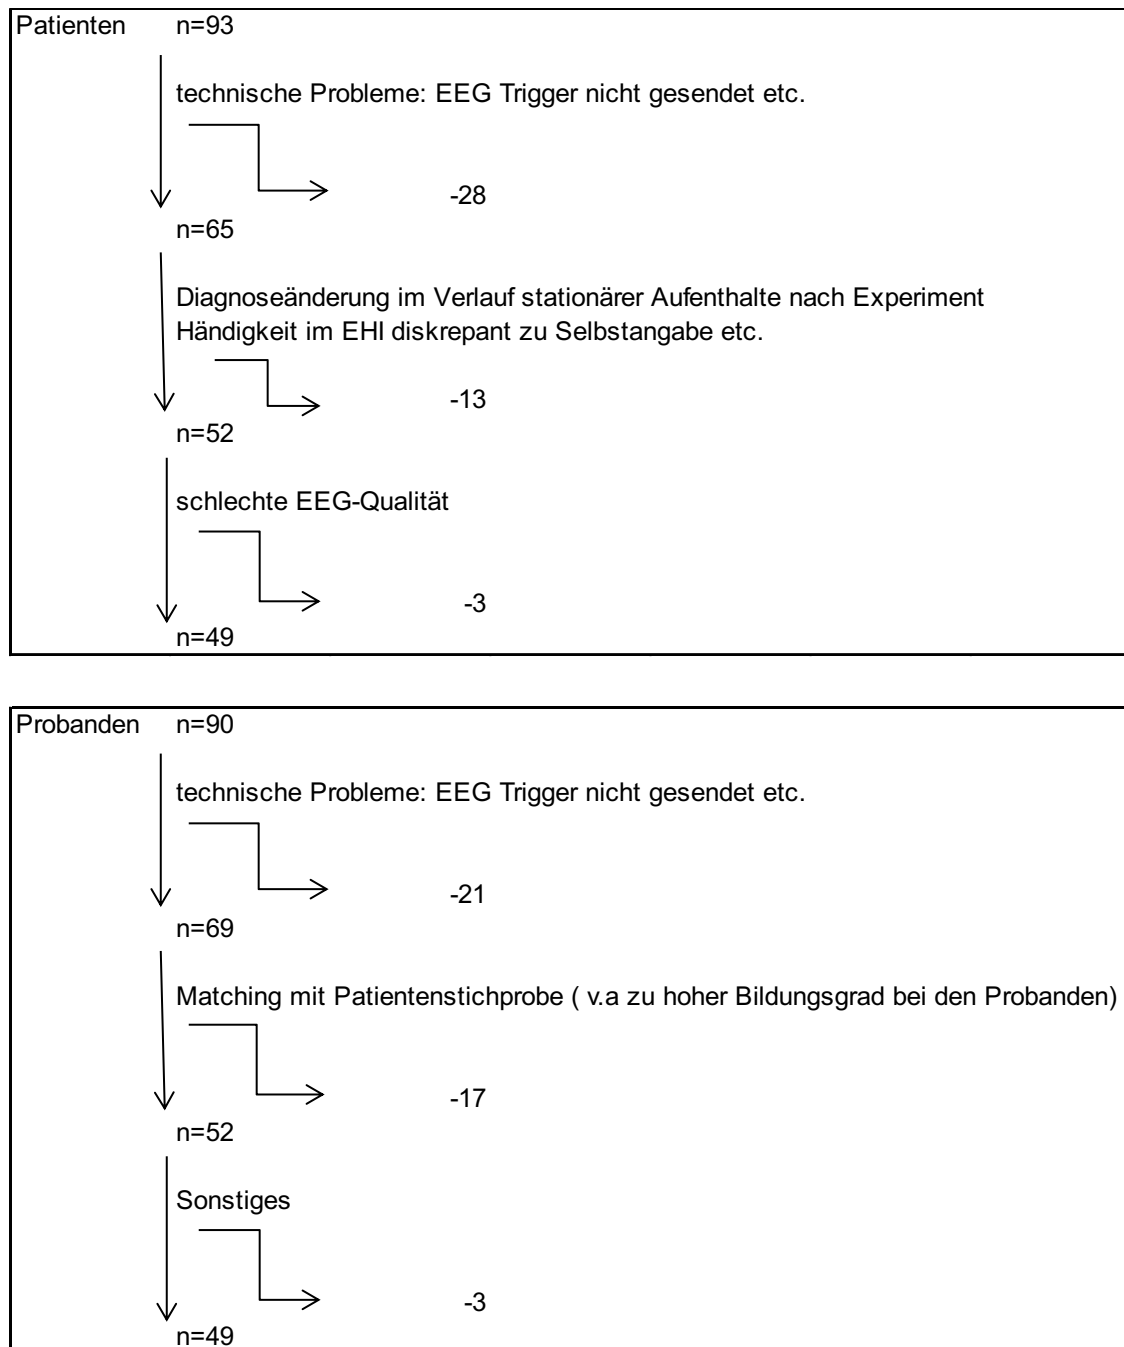 Patienten n=93
technische Probleme: EEG Trigger nicht gesendet etc.
-28
n=65
Diagnoseänderung im Verlauf stationärer Aufenthalte nach Experiment
Händigkeit im EHI diskrepant zu Selbstangabe etc.
-13
n=52
schlechte EEG-Qualität
-3
n=49
Probanden n=90
technische Probleme: EEG Trigger nicht gesendet etc.
-21
n=69
Matching mit Patientenstichprobe ( v.a zu hoher Bildungsgrad bei den Probanden)
-17
n=52
Sonstiges
-3
n=49